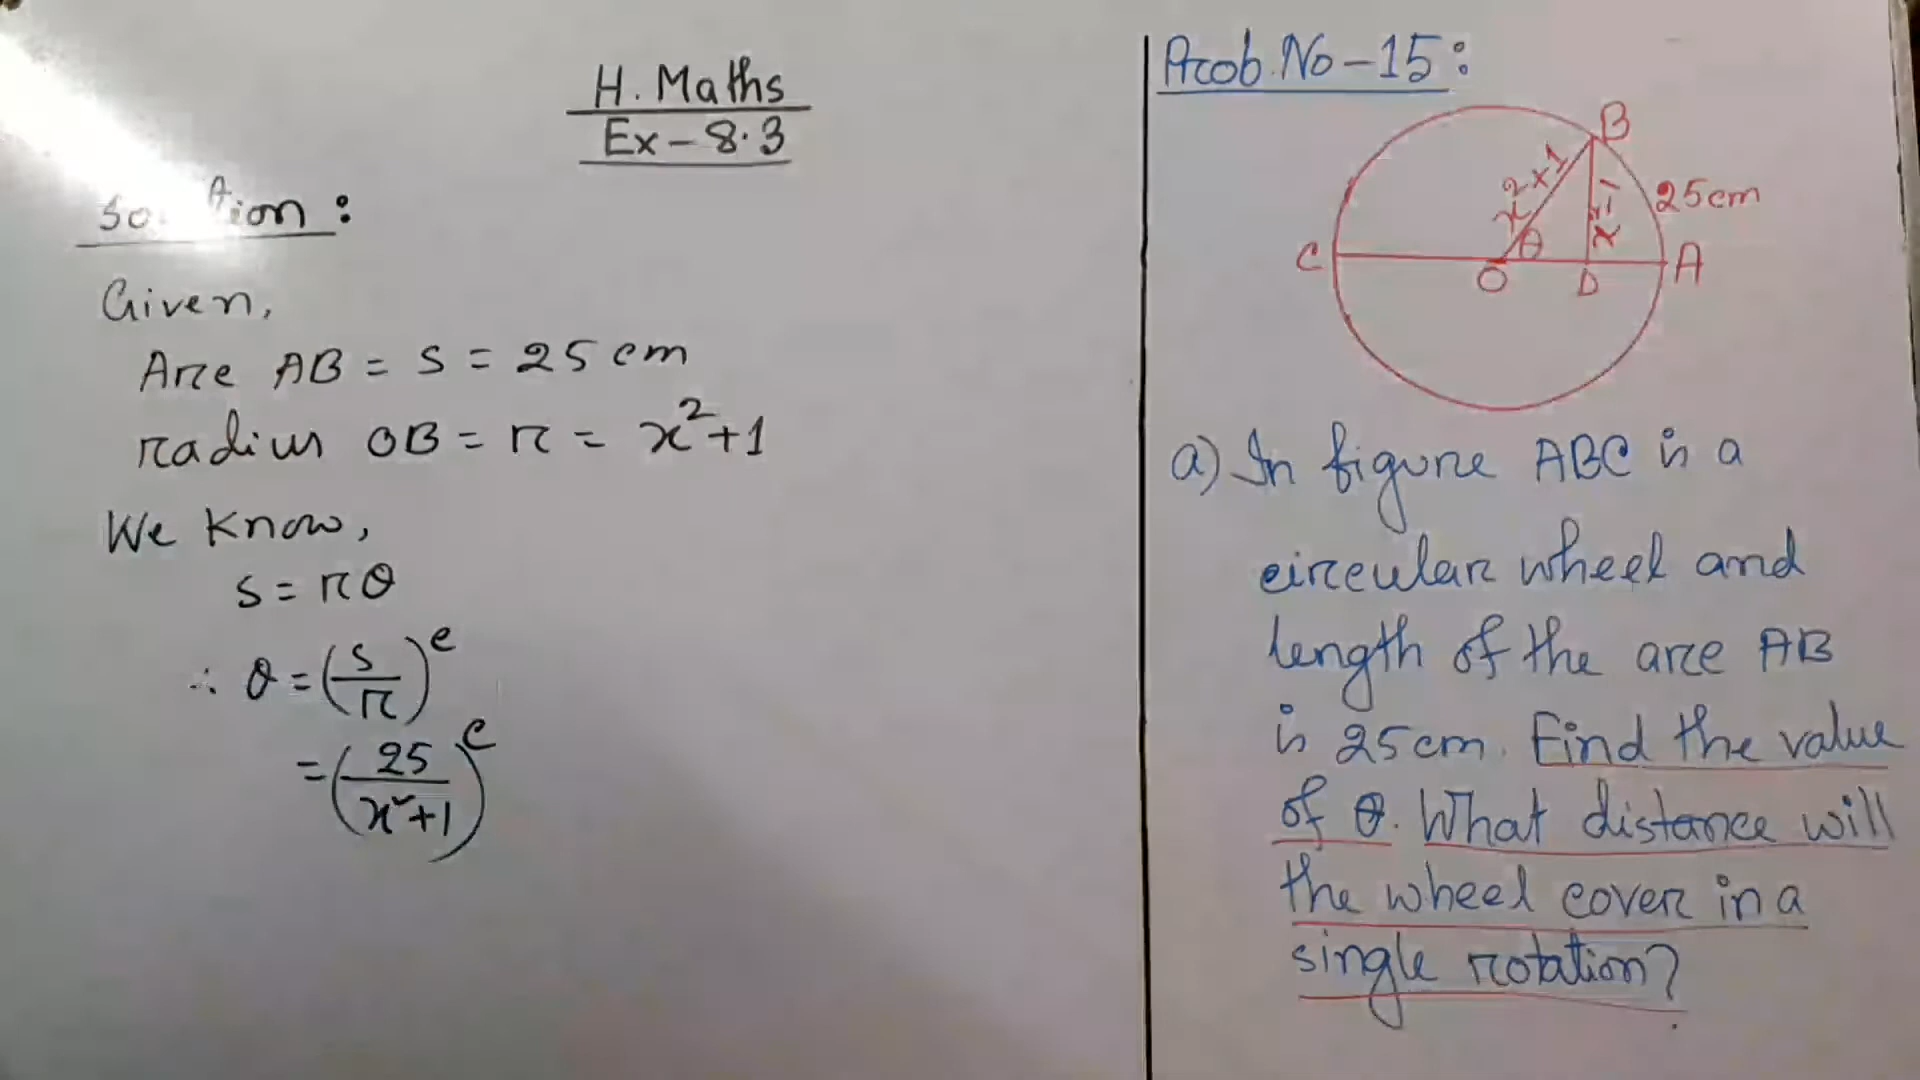 H. Maths
Ex - 8.3
Solution:
Given,
Arc AB = s = 25 cm
radius OB = r = x²+1
We know,
s = rθ
∴ θ = (s/r)ᶜ
= (25/x²+1)ᶜ
Prob. No - 15:
B
x²+1
x²-1
25cm
C
θ
O
D
A
a) In figure ABC is a
circular wheel and
length of the arc AB
is 25cm. Find the value
of θ. What distance will
the wheel cover in a
single rotation?